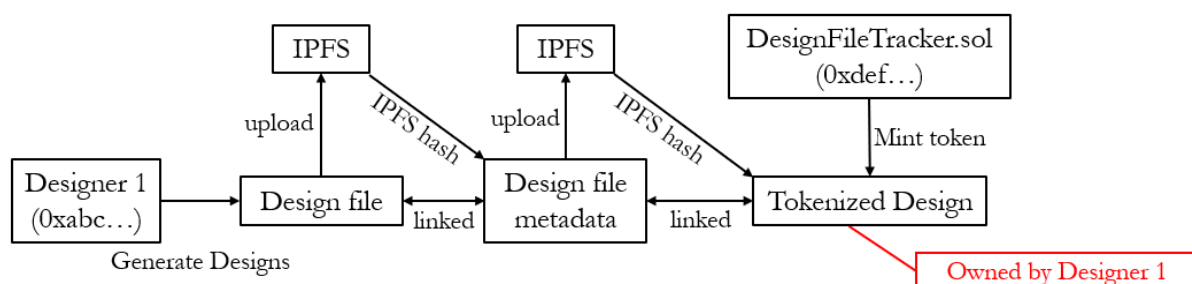 IPFS
IPFS
DesignFileTracker.sol
(0xdef…)
upload
IPFS hash
upload
IPFS hash
Mint token
Designer 1
(0xabc…)
Design file
linked
Design file
metadata
linked
Tokenized Design
Generate Designs
Owned by Designer 1